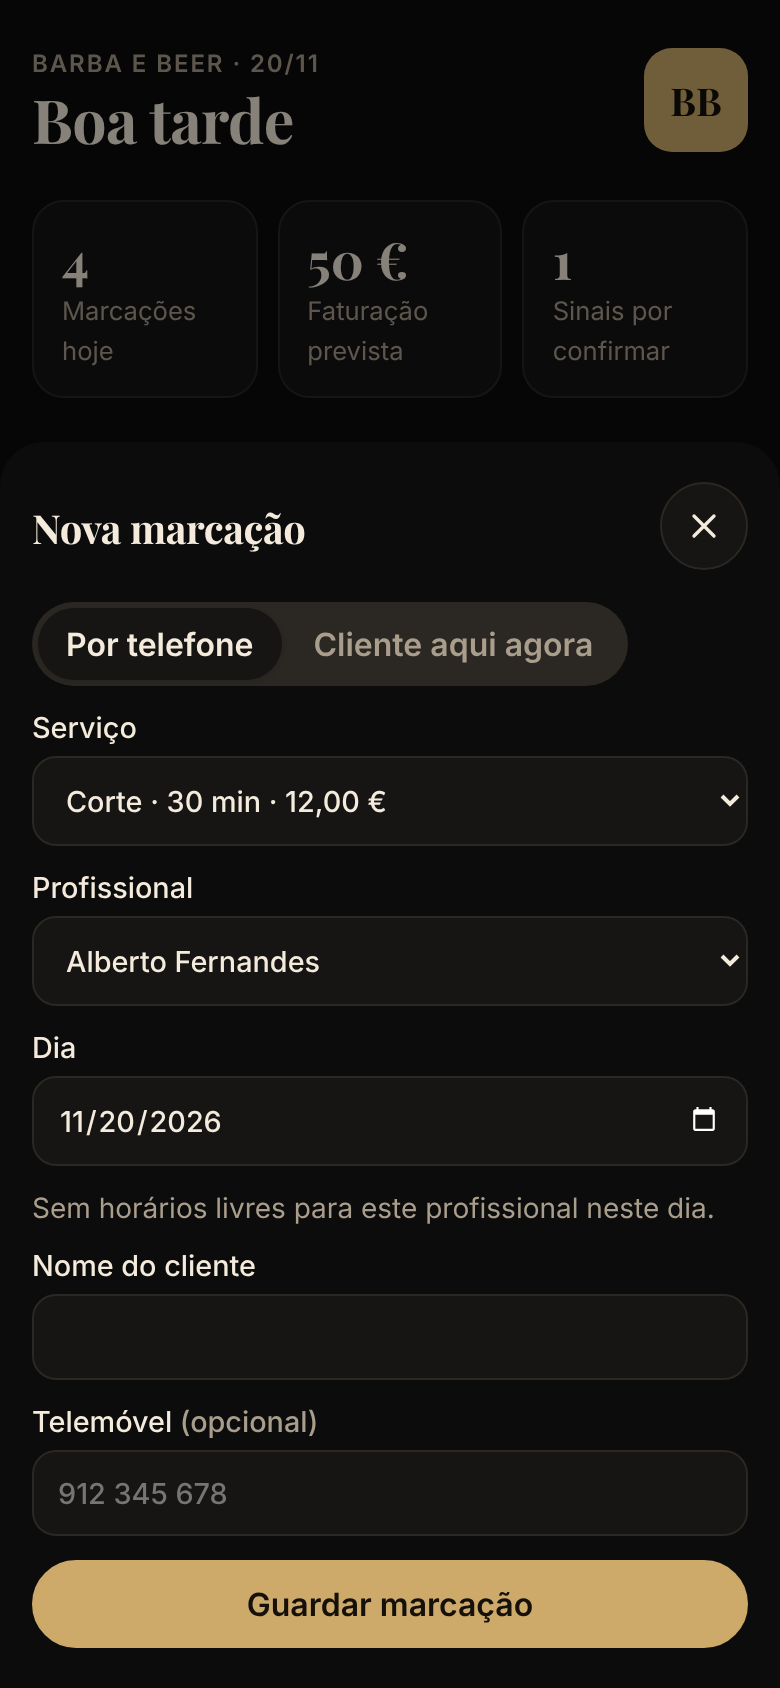 BARBA E BEER · 20/11
Boa tarde
BB
4
Marcações
hoje
50 €
Faturação
prevista
1
Sinais por
confirmar
Nova marcação
Por telefone
Cliente aqui agora
Serviço
Corte · 30 min · 12,00 €
Profissional
Alberto Fernandes
Dia
11/20/2026
Sem horários livres para este profissional neste dia.
Nome do cliente
Telemóvel (opcional)
912 345 678
Guardar marcação